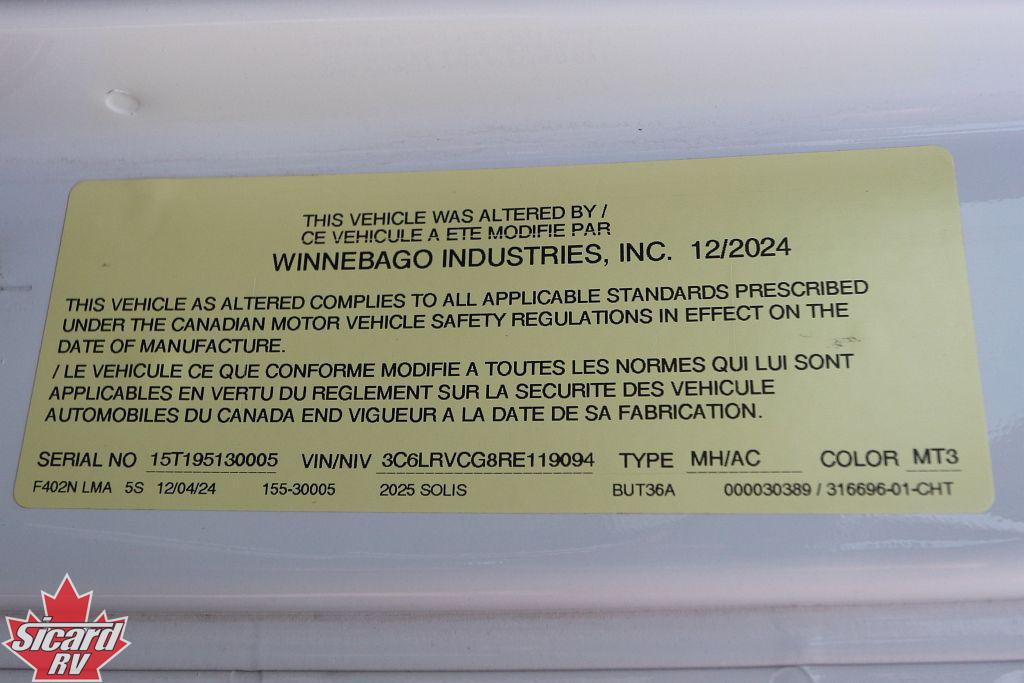 THIS VEHICLE WAS ALTERED BY /
CE VEHICULE A ETE MODIFIE PAR
WINNEBAGO INDUSTRIES, INC. 12/2024
THIS VEHICLE AS ALTERED COMPLIES TO ALL APPLICABLE STANDARDS PRESCRIBED
UNDER THE CANADIAN MOTOR VEHICLE SAFETY REGULATIONS IN EFFECT ON THE
DATE OF MANUFACTURE.
/ LE VEHICULE CE QUE CONFORME MODIFIE A TOUTES LES NORMES QUI LUI SONT
APPLICABLES EN VERTU DU REGLEMENT SUR LA SECURITE DES VEHICULE
AUTOMOBILES DU CANADA END VIGUEUR A LA DATE DE SA FABRICATION.
SERIAL NO 15T195130005 VIN/NIV 3C6LRVCG8RE119094 TYPE MH/AC COLOR MT3
F402N LMA 5S 12/04/24 155-30005 2025 SOLIS BUT36A 000030389 / 316696-01-CHT
Sicard
RV